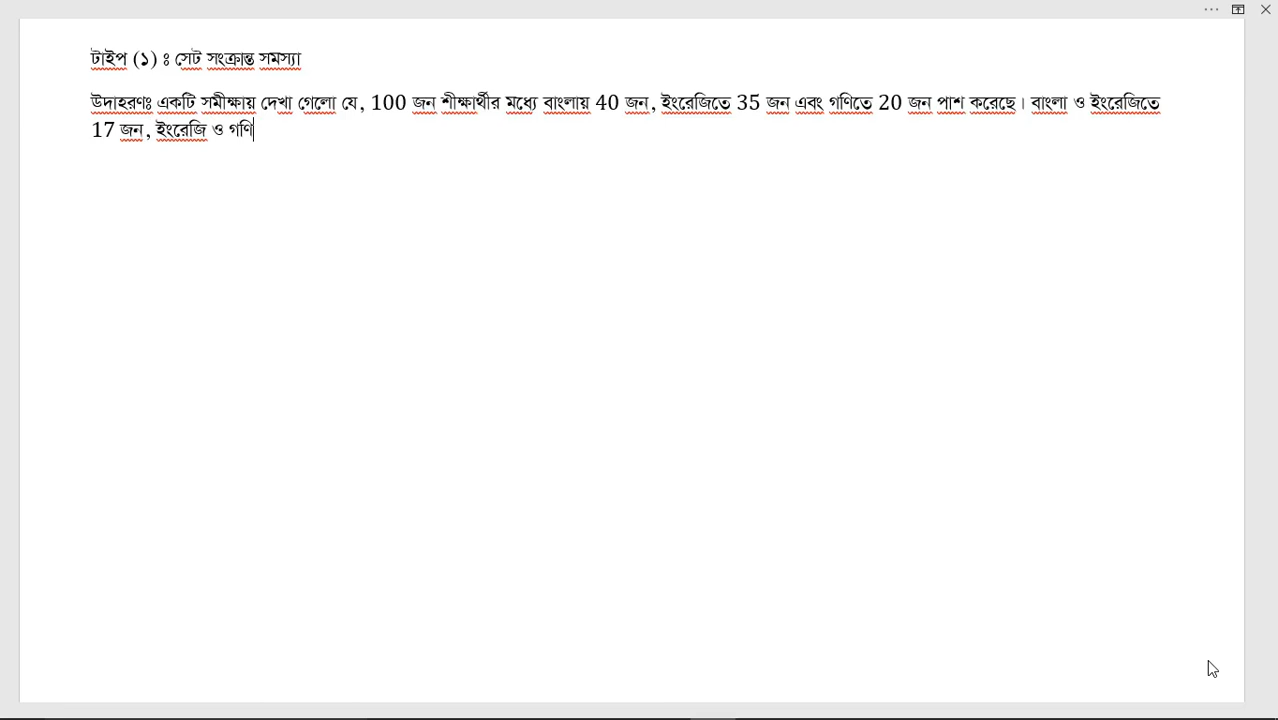 টাইপ (১) ঃ সেট সংক্রান্ত সমস্যা
উদাহরণঃ একটি সমীক্ষায় দেখা গেলো যে, 100 জন শীক্ষার্থীর মধ্যে বাংলায় 40 জন, ইংরেজিতে 35 জন এবং গণিতে 20 জন পাশ করেছে। বাংলা ও ইংরেজিতে
17 জন, ইংরেজি ও গণি